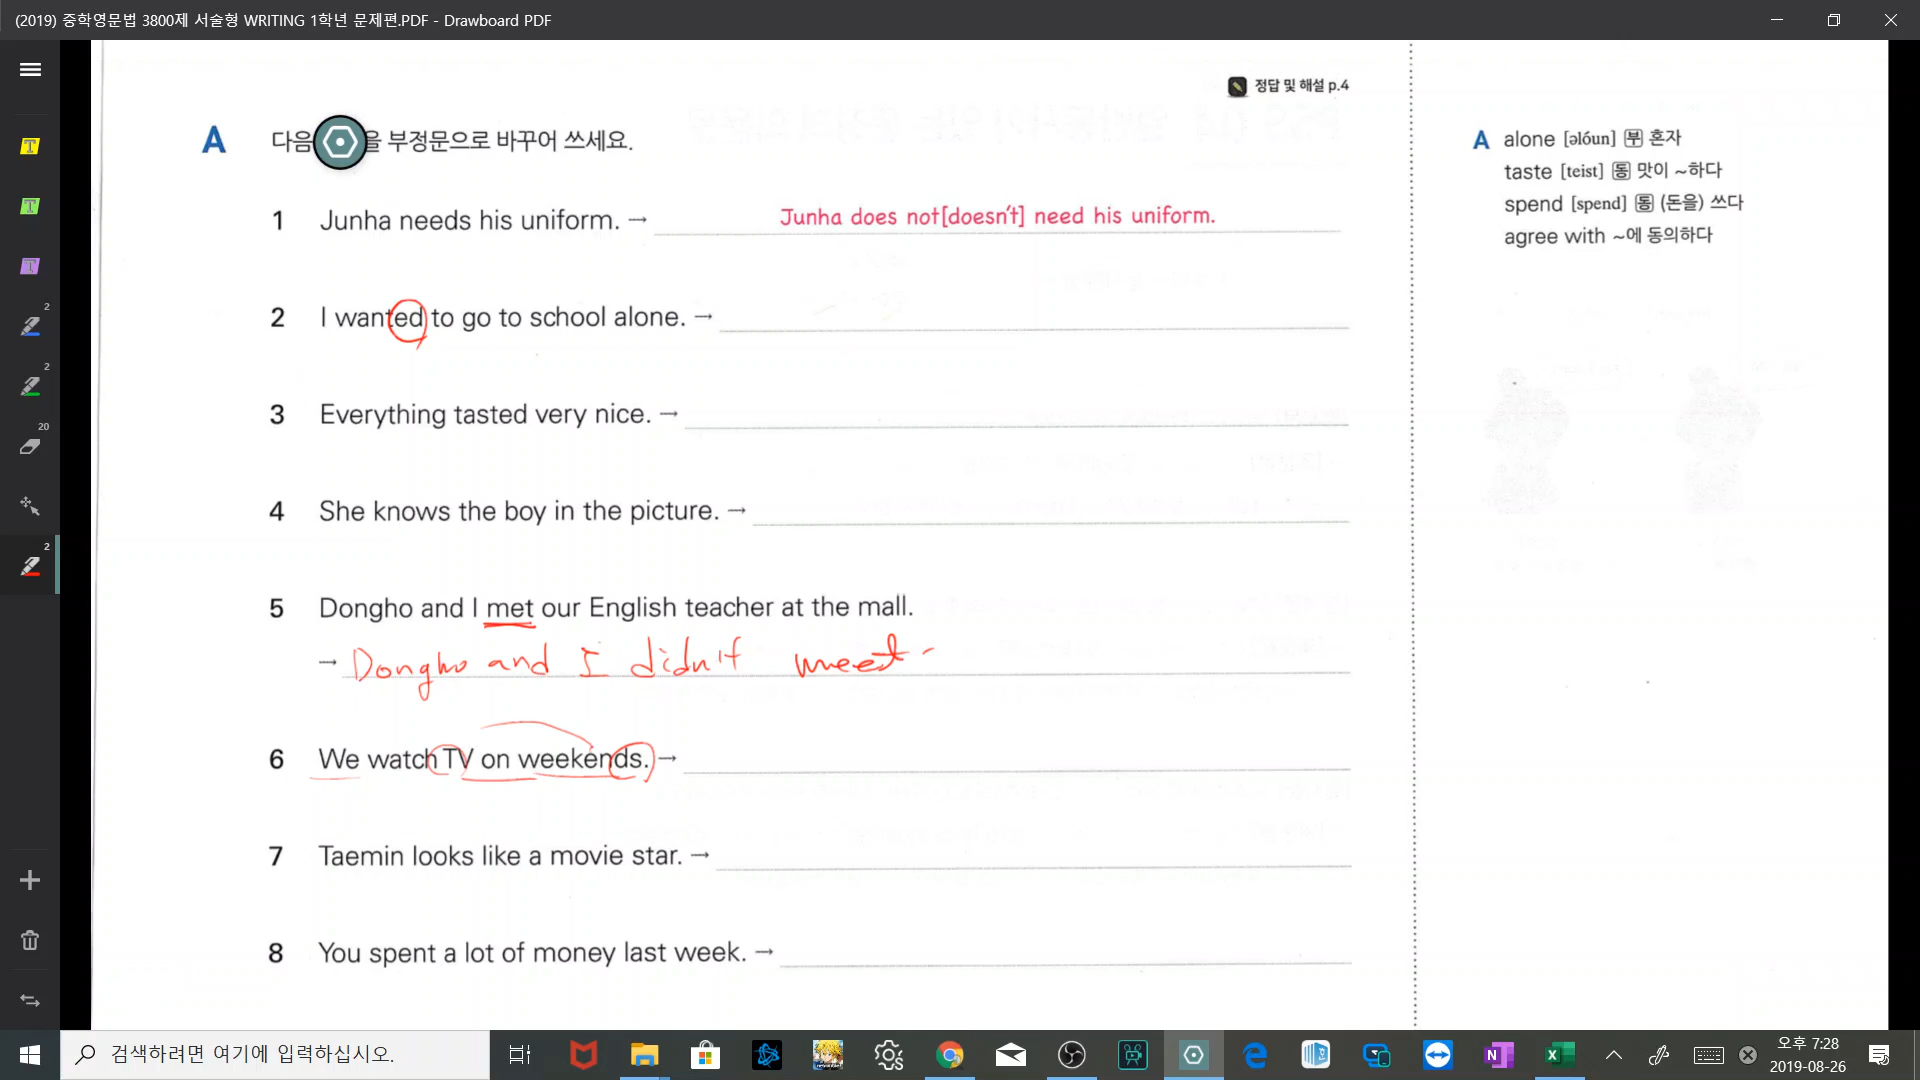 (2019) 중학영문법 3800제 서술형 WRITING 1학년 문제편.PDF - Drawboard PDF
정답 및 해설 p.4
A 다음 을 부정문으로 바꾸어 쓰세요.
1 Junha needs his uniform. → Junha does not[doesn't] need his uniform.
2 I wanted to go to school alone. →
3 Everything tasted very nice. →
4 She knows the boy in the picture. →
5 Dongho and I met our English teacher at the mall.
→ Dongho and I didn't meet ~
6 We watch TV on weekends. →
7 Taemin looks like a movie star. →
8 You spent a lot of money last week. →
A alone [əlóun] 부 혼자
taste [teist] 동 맛이 ~하다
spend [spend] 동 (돈을) 쓰다
agree with ~에 동의하다
T
T
T
2
2
20
2
검색하려면 여기에 입력하십시오.
오후 7:28
2019-08-26